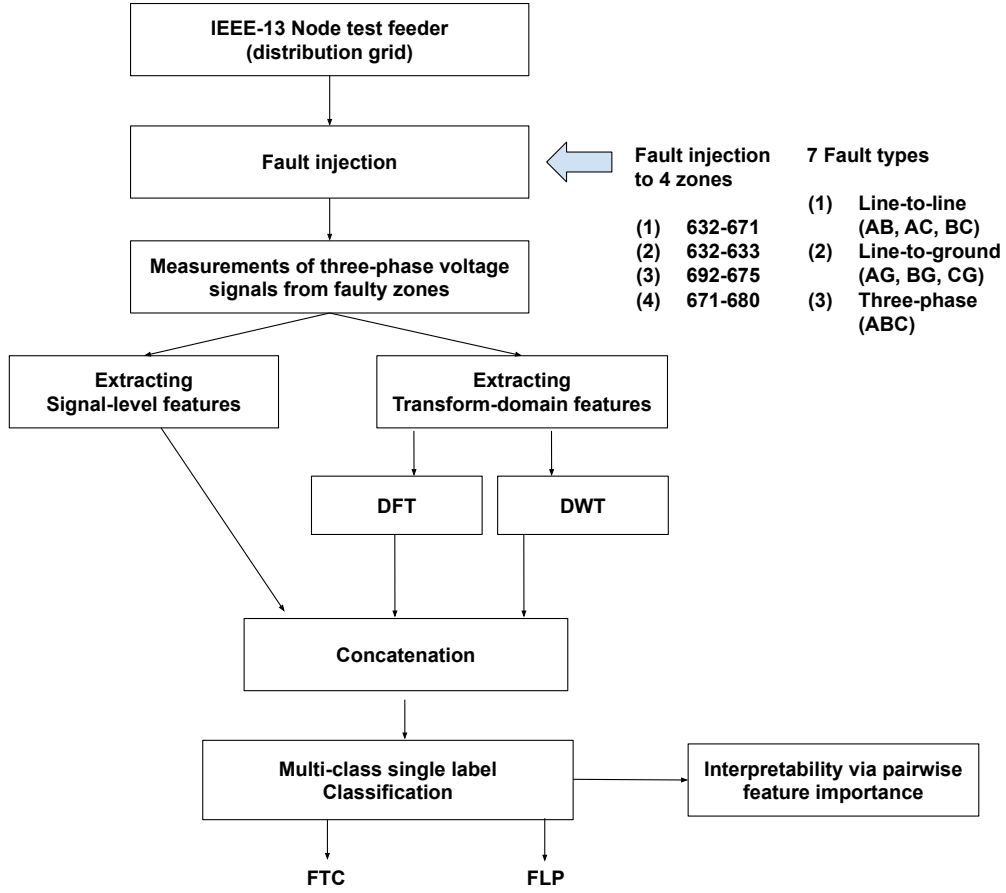 IEEE-13 Node test feeder
(distribution grid)
Fault injection
Fault injection
to 4 zones
(1) 632-671
(2) 632-633
(3) 692-675
(4) 671-680
7 Fault types
(1) Line-to-line
(AB, AC, BC)
(2) Line-to-ground
(AG, BG, CG)
(3) Three-phase
(ABC)
Measurements of three-phase voltage
signals from faulty zones
Extracting
Signal-level features
Extracting
Transform-domain features
DFT
DWT
Concatenation
Multi-class single label
Classification
Interpretability via pairwise
feature importance
FTC
FLP